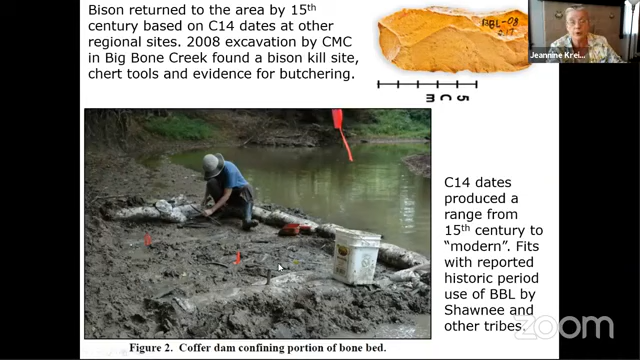 Bison returned to the area by 15th
century based on C14 dates at other
regional sites. 2008 excavation by CMC
in Big Bone Creek found a bison kill site,
chert tools and evidence for butchering.
BBL-08
Jeannine Krei...
5 C m
C14 dates
produced a
range from
15th century to
“modern”. Fits
with reported
historic period
use of BBL by
Shawnee and
other tribes.
zoom
Figure 2. Coffer dam confining portion of bone bed.